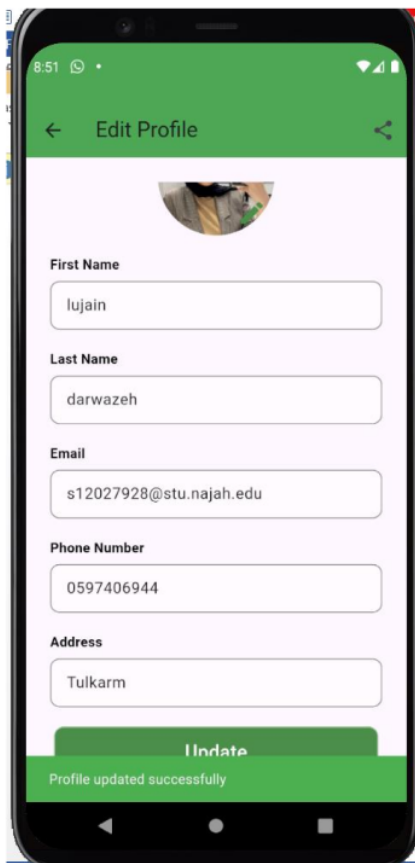 8:51
Edit Profile
First Name
lujain
Last Name
darwazeh
Email
s12027928@stu.najah.edu
Phone Number
0597406944
Address
Tulkarm
Update
Profile updated successfully